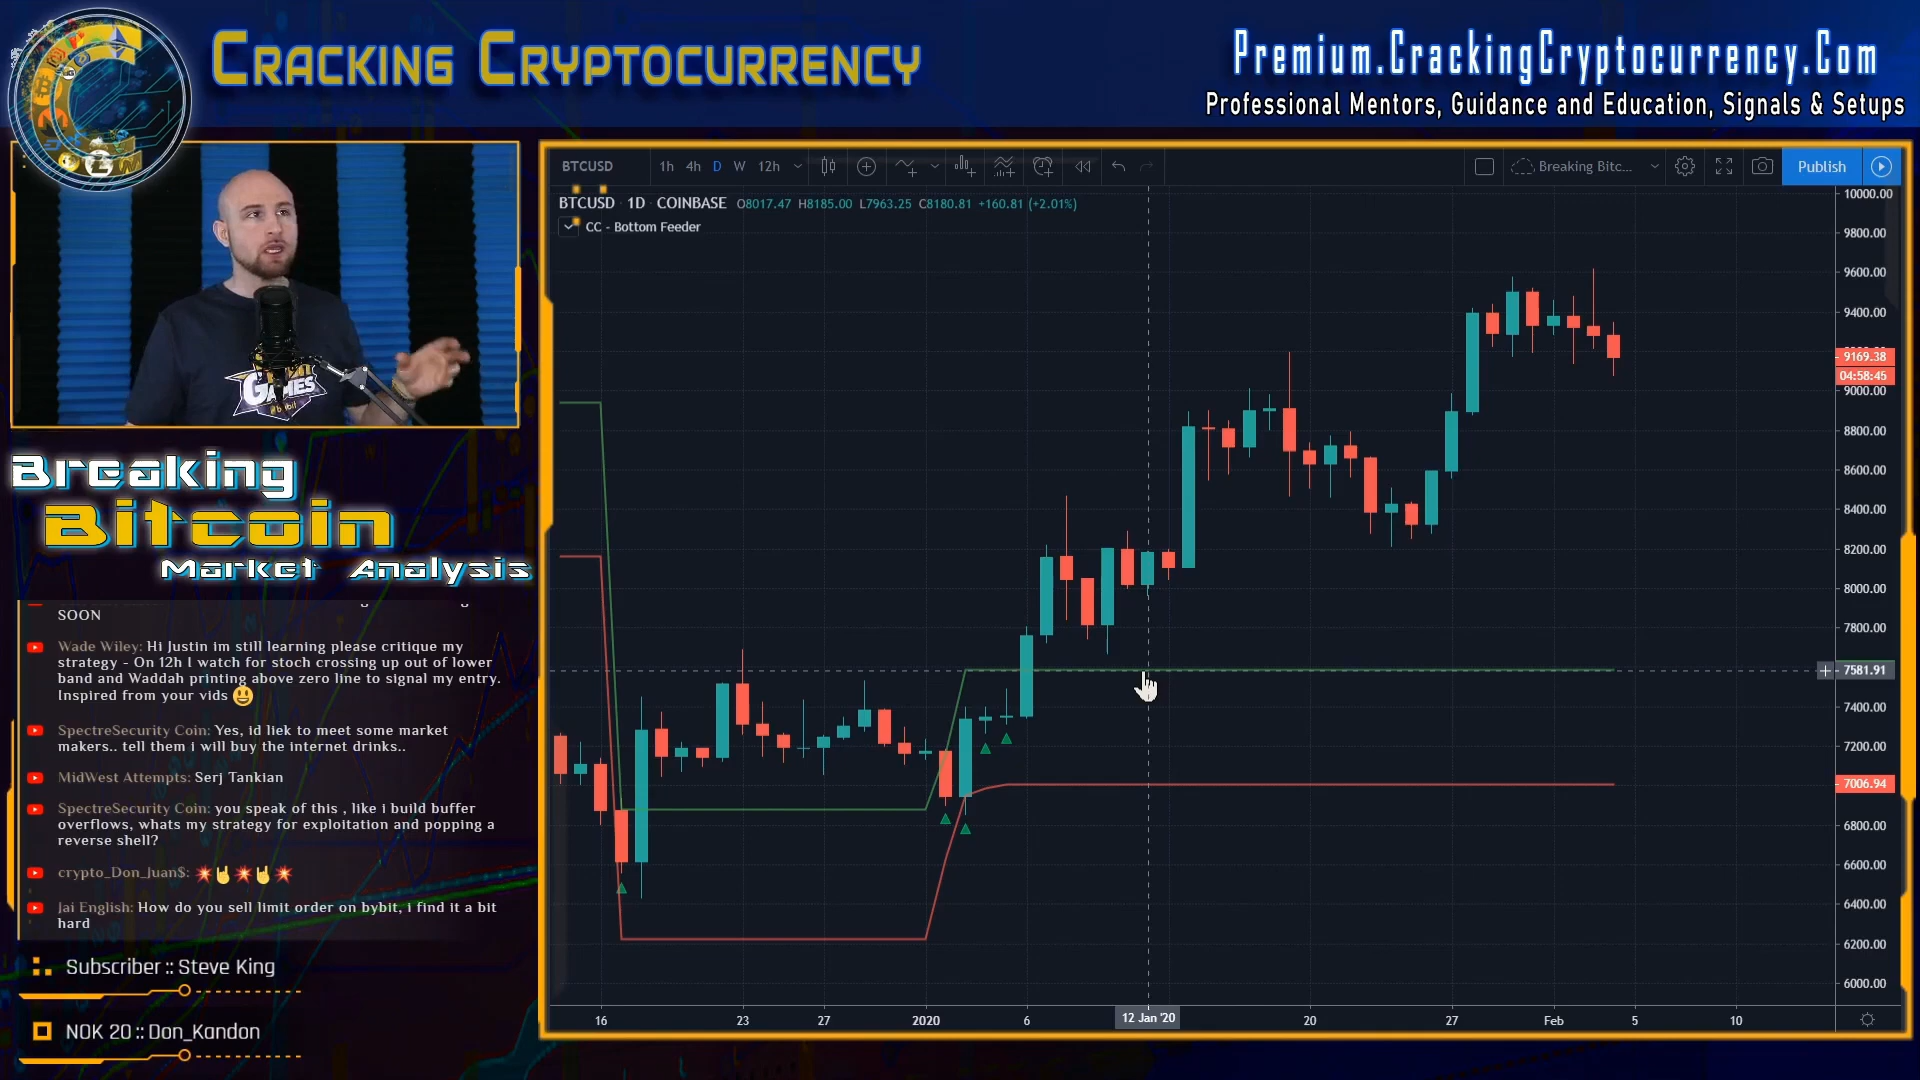 Cracking Cryptocurrency
Premium.CrackingCryptocurrency.Com
Professional Mentors, Guidance and Education, Signals & Setups
BTCUSD
1h 4h D W 12h
Breaking Bitc...
Publish
BTCUSD 1D COINBASE O8017.47 H8185.00 L7963.25 C8180.81 +160.81 (+2.01%)
CC - Bottom Feeder
10000.00
9800.00
9600.00
9400.00
9169.38
04:58:45
9000.00
8800.00
8600.00
8400.00
8200.00
8000.00
7800.00
7581.91
7400.00
7200.00
7006.94
6800.00
6600.00
6400.00
6200.00
6000.00
16 23 27 2020 6 12 Jan '20 20 27 Feb 5 10
GAMES
bybit
Breaking
Bitcoin
Market Analysis
SOON
Wade Wiley: Hi Justin im still learning please critique my
strategy - On 12h I watch for stoch crossing up out of lower
band and Waddah printing above zero line to signal my entry.
Inspired from your vids 😃
SpectreSecurity Coin: Yes, id liek to meet some market
makers.. tell them i will buy the internet drinks..
MidWest Attempts: Serj Tankian
SpectreSecurity Coin: you speak of this , like i build buffer
overflows, whats my strategy for exploitation and popping a
reverse shell?
crypto_Don_Juan$: 💥🤘💥🤘💥
Jai English: How do you sell limit order on bybit, i find it a bit
hard
Subscriber :: Steve King
NOK 20 :: Don_Kandon